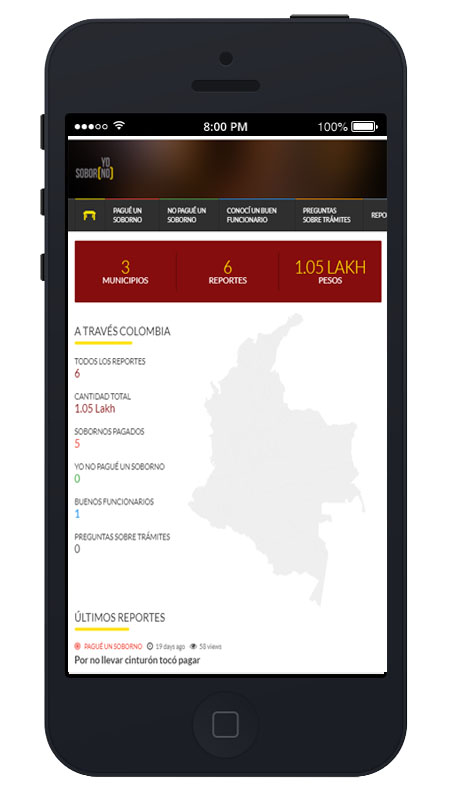 8:00 PM 100%
YO
SOBOR(NO)
PAGUÉ UN
SOBORNO
NO PAGUÉ UN
SOBORNO
CONOCÍ UN BUEN
FUNCIONARIO
PREGUNTAS
SOBRE TRÁMITES
REPO
3
MUNICIPIOS
6
REPORTES
1.05 LAKH
PESOS
A TRAVÉS COLOMBIA
TODOS LOS REPORTES
6
CANTIDAD TOTAL
1.05 Lakh
SOBORNOS PAGADOS
5
YO NO PAGUÉ UN SOBORNO
0
BUENOS FUNCIONARIOS
1
PREGUNTAS SOBRE TRÁMITES
0
ÚLTIMOS REPORTES
PAGUÉ UN SOBORNO 19 days ago 58 views
Por no llevar cinturón tocó pagar